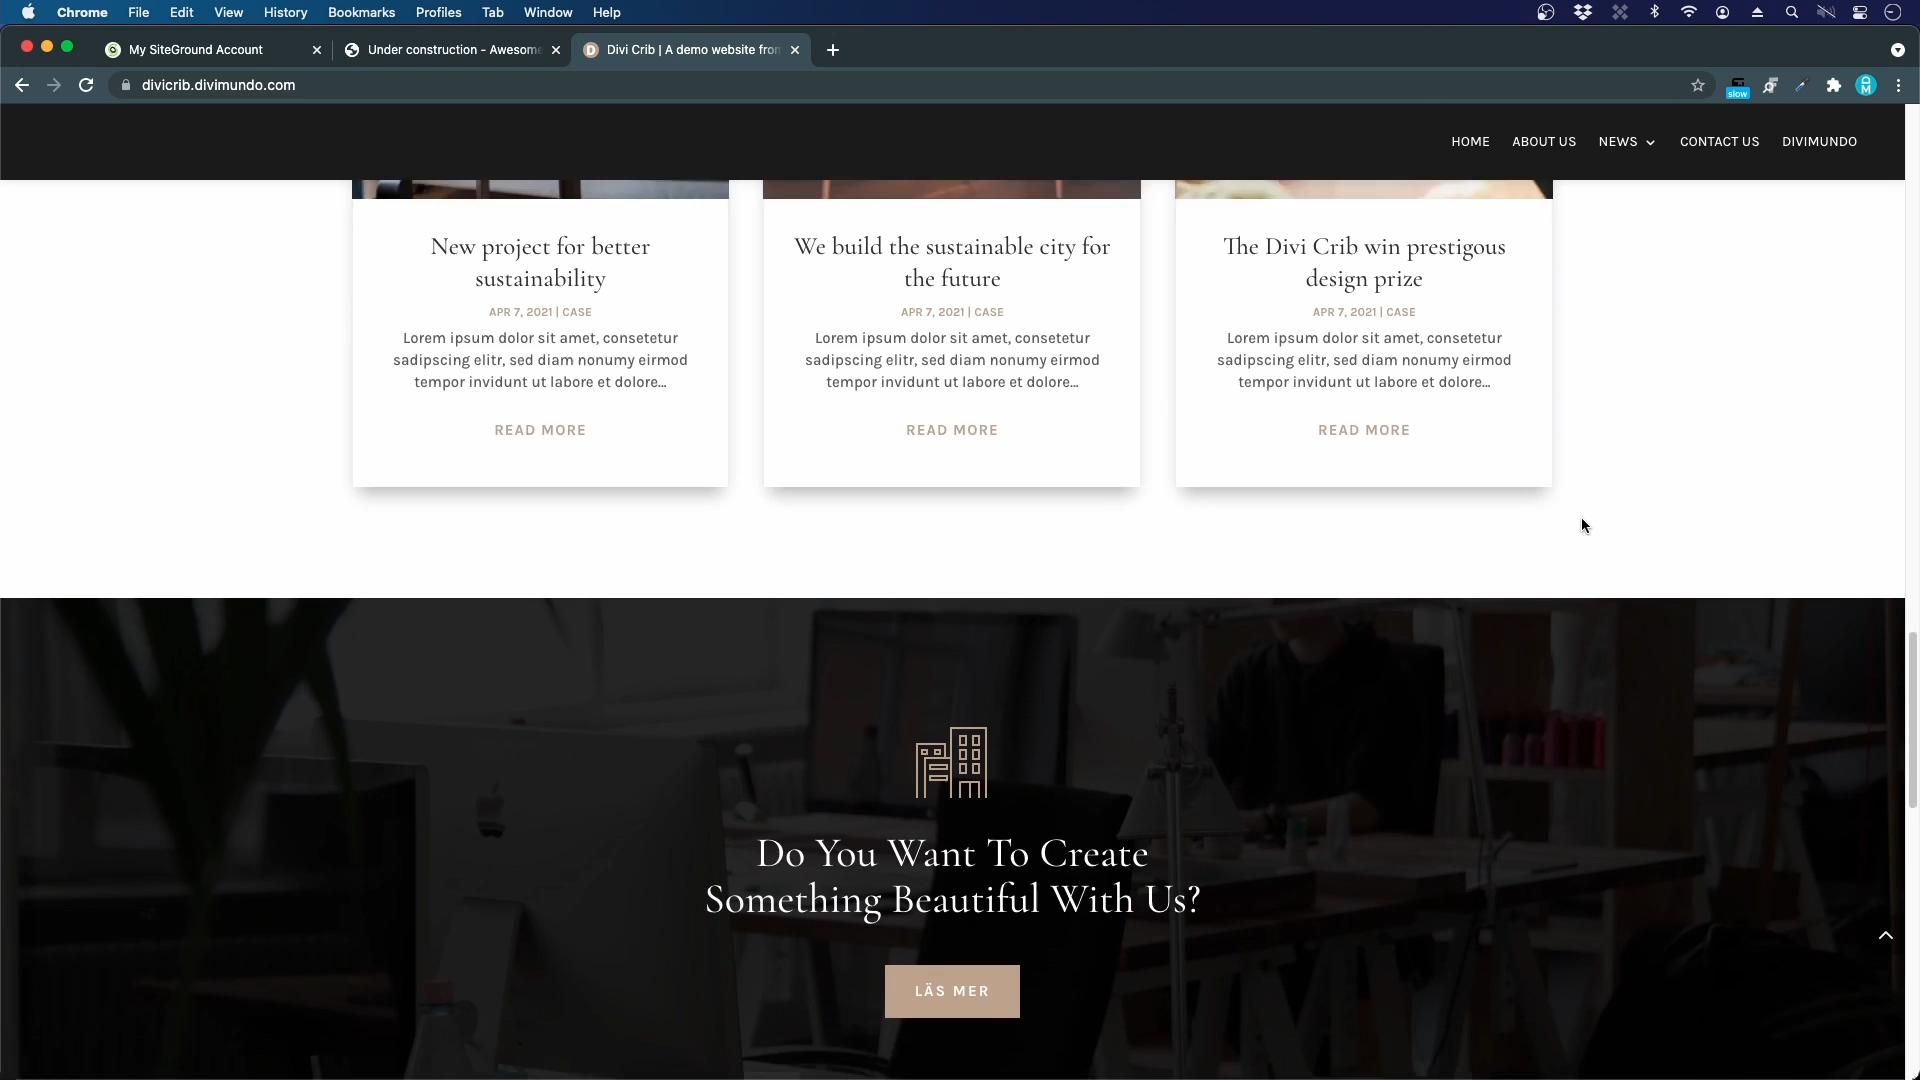 Chrome File Edit View History Bookmarks Profiles Tab Window Help
My SiteGround Account
Under construction - Awesome
Divi Crib | A demo website from
divicrib.divimundo.com
slow
DM
HOME ABOUT US NEWS CONTACT US DIVIMUNDO
New project for better
sustainability
APR 7, 2021 | CASE
Lorem ipsum dolor sit amet, consetetur
sadipscing elitr, sed diam nonumy eirmod
tempor invidunt ut labore et dolore...
READ MORE
We build the sustainable city for
the future
APR 7, 2021 | CASE
Lorem ipsum dolor sit amet, consetetur
sadipscing elitr, sed diam nonumy eirmod
tempor invidunt ut labore et dolore...
READ MORE
The Divi Crib win prestigous
design prize
APR 7, 2021 | CASE
Lorem ipsum dolor sit amet, consetetur
sadipscing elitr, sed diam nonumy eirmod
tempor invidunt ut labore et dolore...
READ MORE
Do You Want To Create
Something Beautiful With Us?
LÄS MER